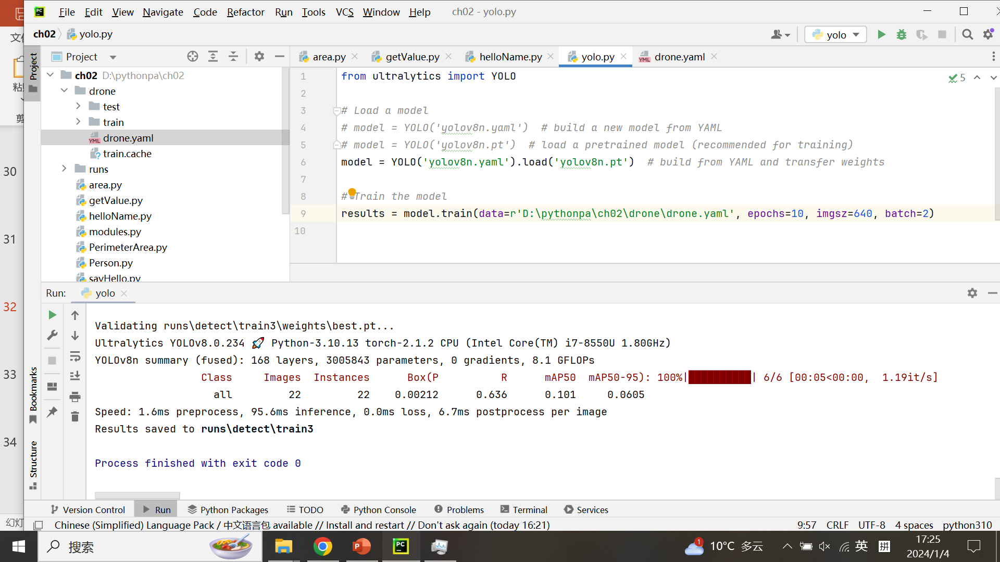 File Edit View Navigate Code Refactor Run Tools VCS Window Help ch02 - yolo.py
ch02 yolo.py
yolo
文
Project
area.py getValue.py helloName.py yolo.py drone.yaml
Project
ch02 D:\pythonpa\ch02
drone
test
train
drone.yaml
train.cache
runs
area.py
getValue.py
helloName.py
modules.py
PerimeterArea.py
Person.py
sayHello.py
粘
剪
30
31
32
33
34
幻灯
1 from ultralytics import YOLO
2
3 # Load a model
4 # model = YOLO('yolov8n.yaml')  # build a new model from YAML
5 # model = YOLO('yolov8n.pt')  # load a pretrained model (recommended for training)
6 model = YOLO('yolov8n.yaml').load('yolov8n.pt')  # build from YAML and transfer weights
7
8 # Train the model
9 results = model.train(data=r'D:\pythonpa\ch02\drone\drone.yaml', epochs=10, imgsz=640, batch=2)
10
5
Run: yolo
Validating runs\detect\train3\weights\best.pt...
Ultralytics YOLOv8.0.234 🚀 Python-3.10.13 torch-2.1.2 CPU (Intel Core(TM) i7-8550U 1.80GHz)
YOLOv8n summary (fused): 168 layers, 3005843 parameters, 0 gradients, 8.1 GFLOPs
Class Images Instances Box(P R mAP50 mAP50-95): 100%|██████████| 6/6 [00:05<00:00, 1.19it/s]
all 22 22 0.00212 0.636 0.101 0.0605
Speed: 1.6ms preprocess, 95.6ms inference, 0.0ms loss, 6.7ms postprocess per image
Results saved to runs\detect\train3
Process finished with exit code 0
Bookmarks
Structure
Version Control Run Python Packages TODO Python Console Problems Terminal Services
Chinese (Simplified) Language Pack / 中文语言包 available // Install and restart // Don't ask again (today 16:21)
9:57 CRLF UTF-8 4 spaces python310
搜索
1
10°C 多云
英
拼
17:25
2024/1/4